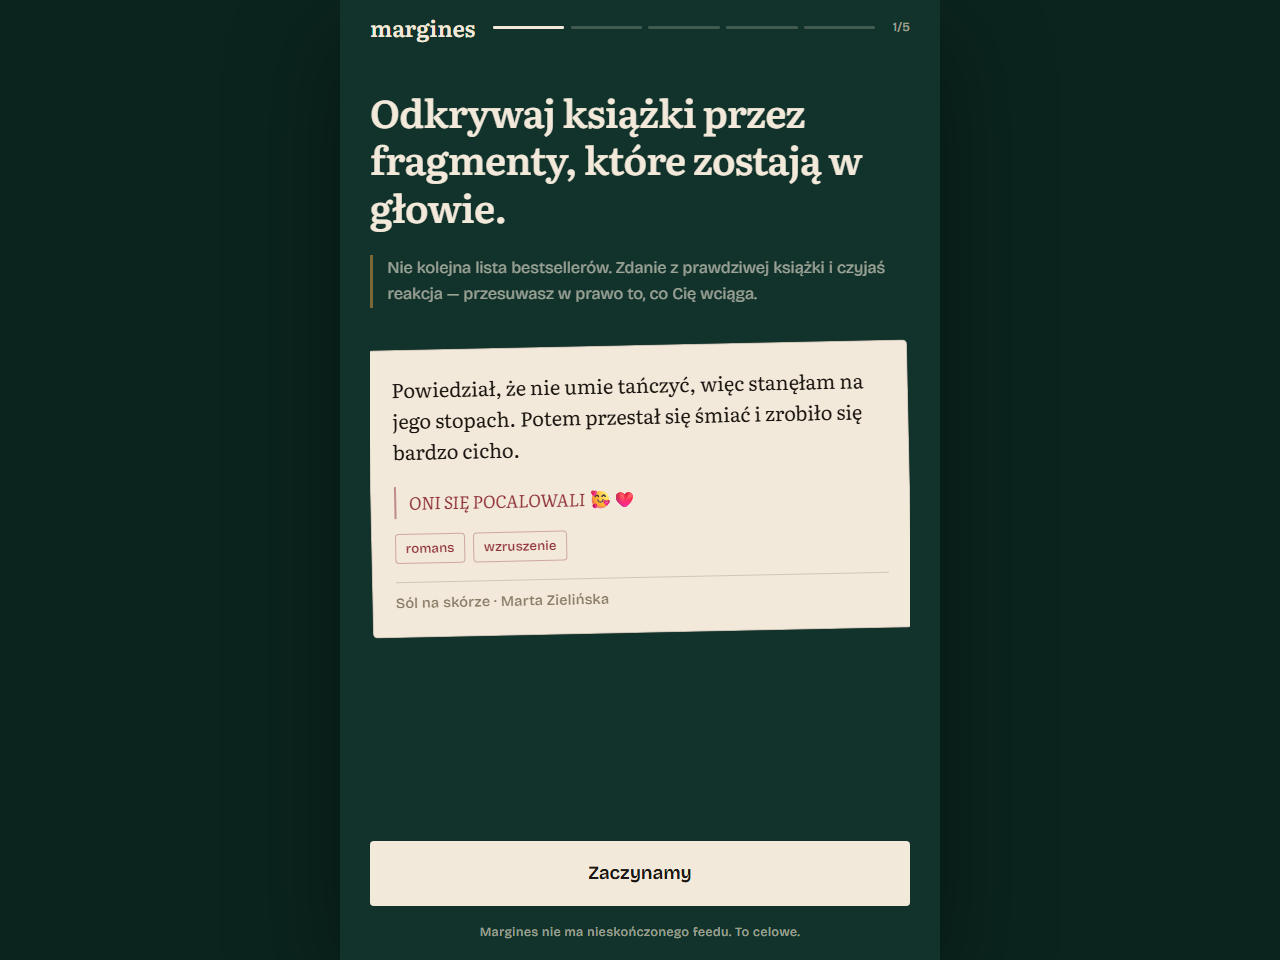 margines
1/5
Odkrywaj książki przez
fragmenty, które zostają w
głowie.
Nie kolejna lista bestsellerów. Zdanie z prawdziwej książki i czyjaś
reakcja — przesuwasz w prawo to, co Cię wciąga.
Powiedział, że nie umie tańczyć, więc stanęłam na
jego stopach. Potem przestał się śmiać i zrobiło się
bardzo cicho.
ONI SIĘ POCALOWALI 🥰 ❤️
romans wzruszenie
Sól na skórze · Marta Zielińska
Zaczynamy
Margines nie ma nieskończonego feedu. To celowe.